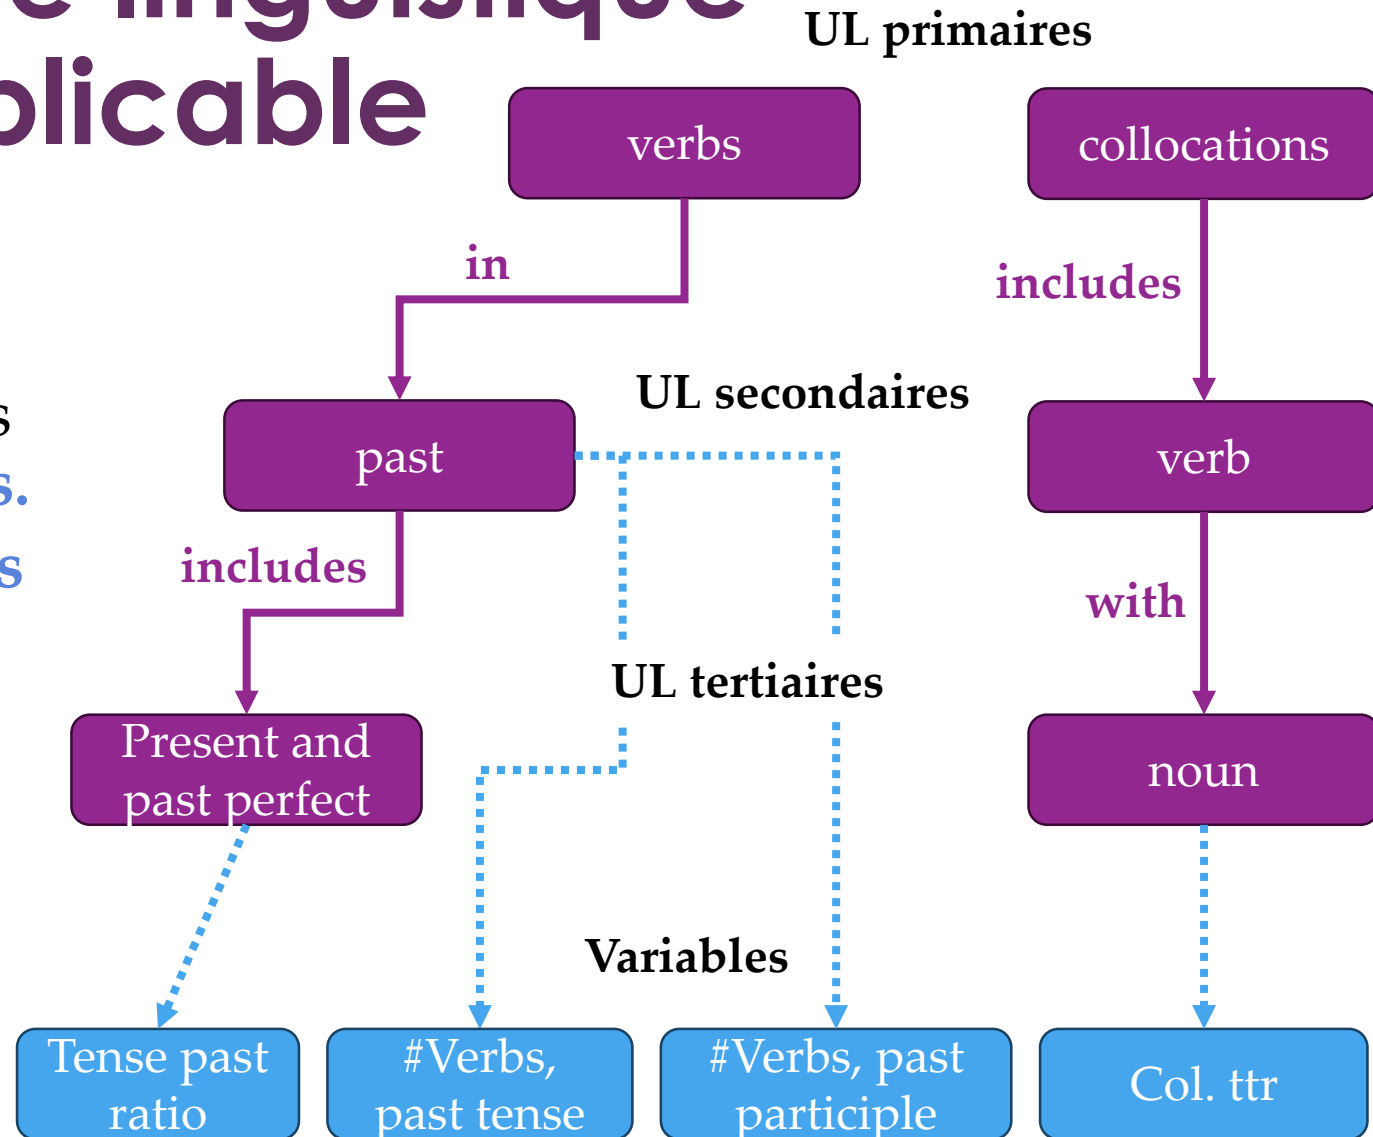 linguistique
UL primaires
verbs
collocations
in
includes
UL secondaires
past
verb
includes
with
UL tertiaires
Present and
past perfect
noun
Variables
Tense past
ratio
#Verbs,
past tense
#Verbs, past
participle
Col. ttr